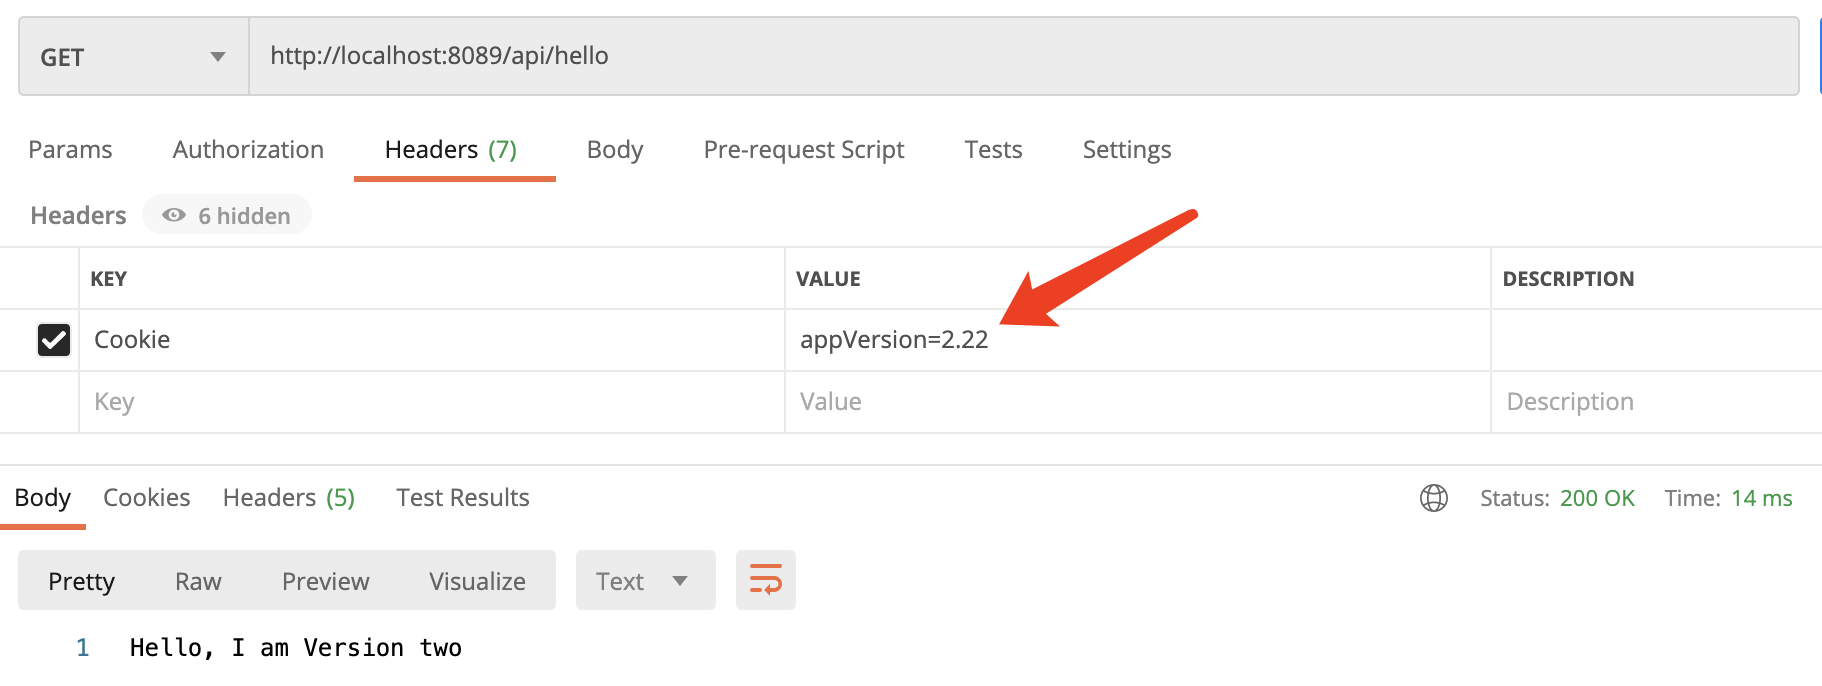 GET http://localhost:8089/api/hello
Params Authorization Headers (7) Body Pre-request Script Tests Settings
Headers 6 hidden
KEY VALUE DESCRIPTION
Cookie appVersion=2.22
Key Value Description
Body Cookies Headers (5) Test Results Status: 200 OK Time: 14 ms
Pretty Raw Preview Visualize Text
1 Hello, I am Version two